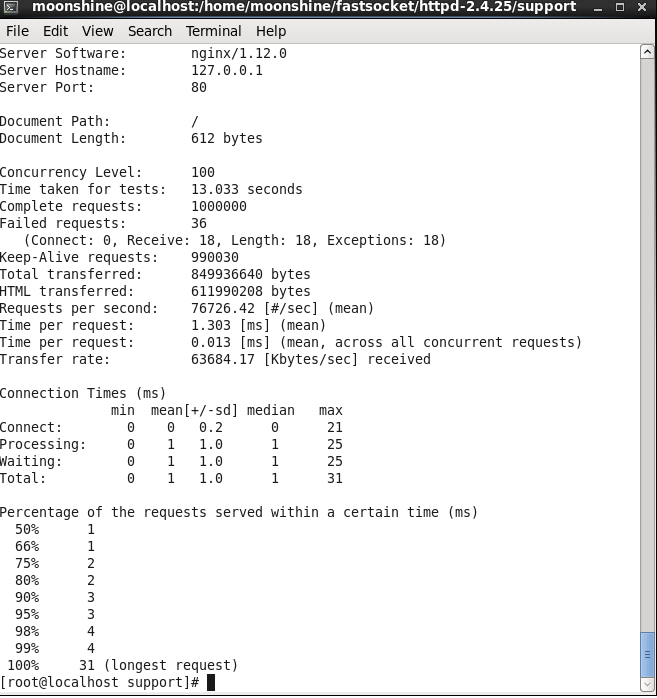 moonshine@localhost:/home/moonshine/fastsocket/httpd-2.4.25/support
File Edit View Search Terminal Help
Server Software:        nginx/1.12.0
Server Hostname:        127.0.0.1
Server Port:            80

Document Path:          /
Document Length:        612 bytes

Concurrency Level:      100
Time taken for tests:   13.033 seconds
Complete requests:      1000000
Failed requests:        36
   (Connect: 0, Receive: 18, Length: 18, Exceptions: 18)
Keep-Alive requests:    990030
Total transferred:      849936640 bytes
HTML transferred:       611990208 bytes
Requests per second:    76726.42 [#/sec] (mean)
Time per request:       1.303 [ms] (mean)
Time per request:       0.013 [ms] (mean, across all concurrent requests)
Transfer rate:          63684.17 [Kbytes/sec] received

Connection Times (ms)
              min  mean[+/-sd] median   max
Connect:        0    0   0.2      0      21
Processing:     0    1   1.0      1      25
Waiting:        0    1   1.0      1      25
Total:          0    1   1.0      1      31

Percentage of the requests served within a certain time (ms)
  50%      1
  66%      1
  75%      2
  80%      2
  90%      3
  95%      3
  98%      4
  99%      4
 100%     31 (longest request)
[root@localhost support]#